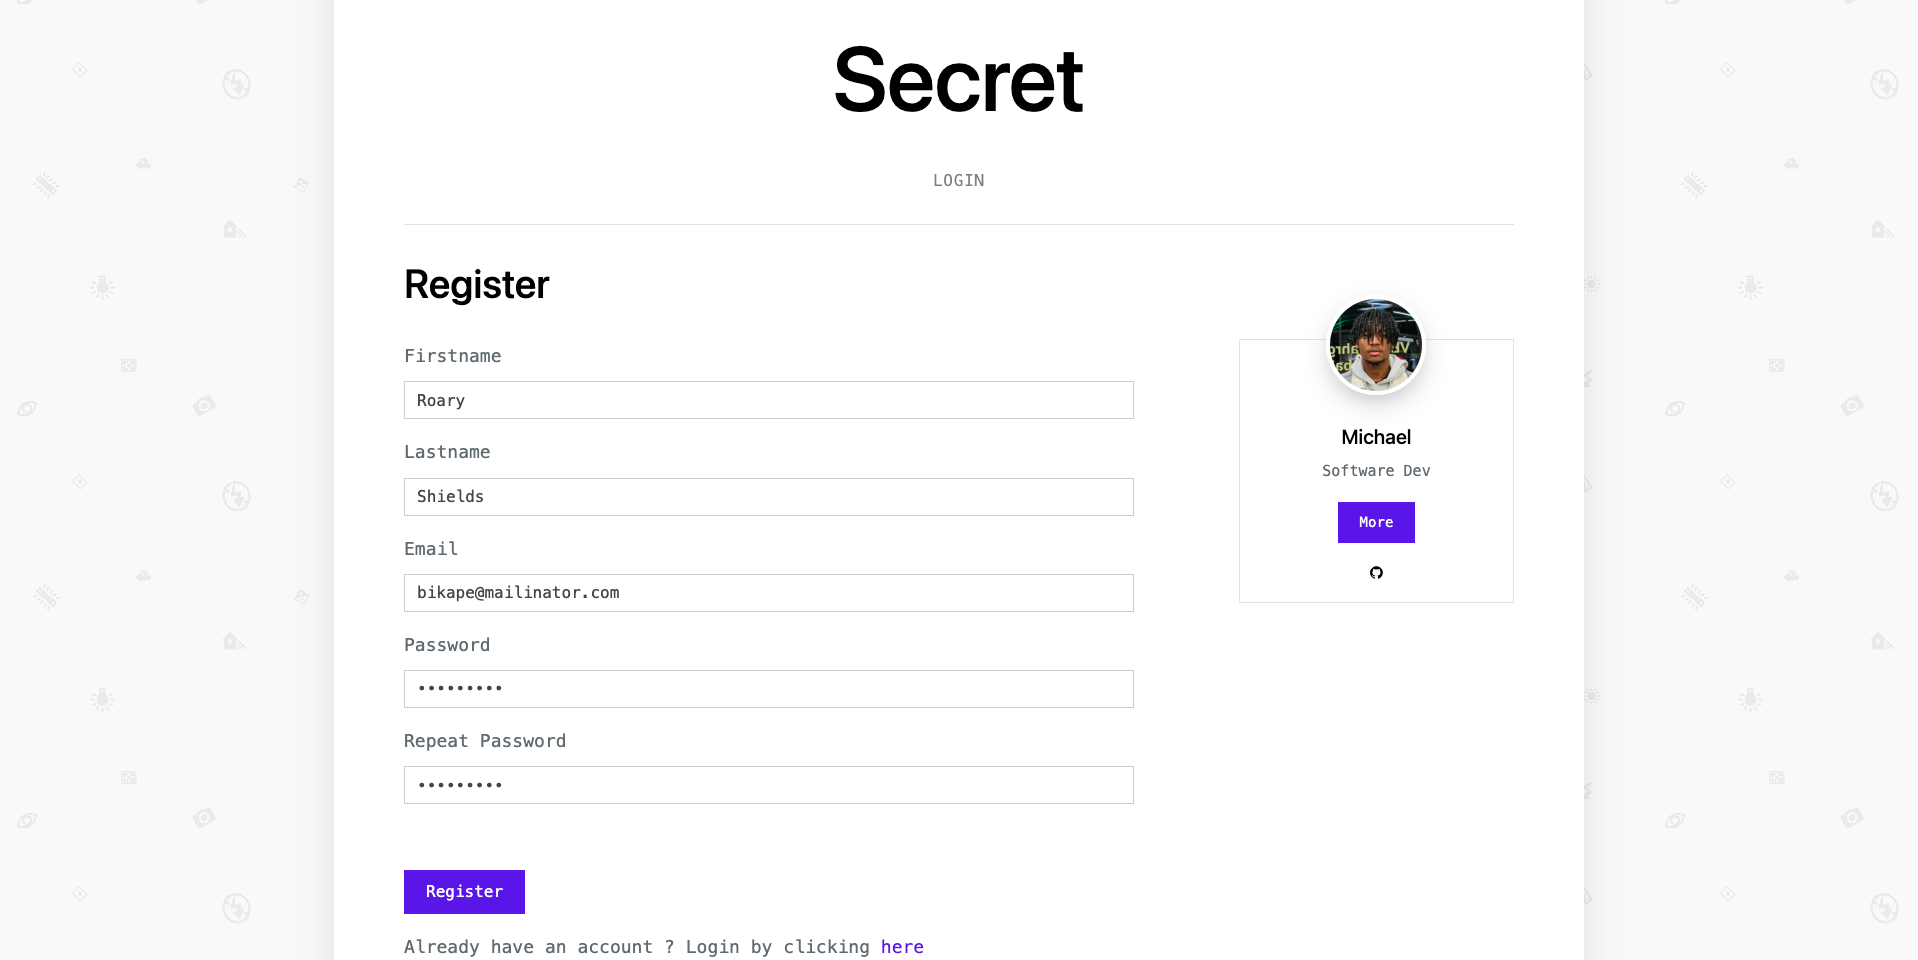 Secret
LOGIN
Register
Firstname
Roary
Lastname
Shields
Email
bikape@mailinator.com
Password
•••••••••
Repeat Password
•••••••••
Register
Already have an account ? Login by clicking here
Michael
Software Dev
More